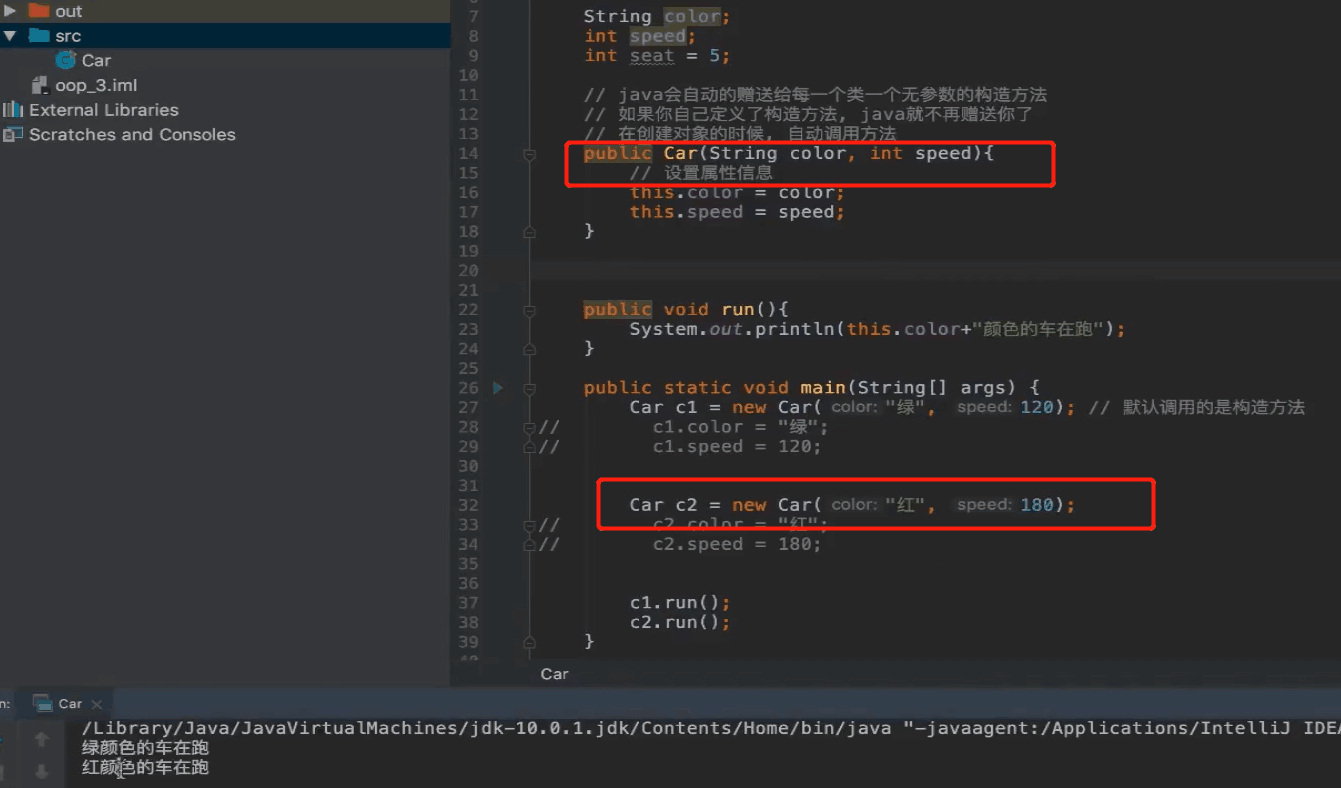 out
src
Car
oop_3.iml
External Libraries
Scratches and Consoles
7 String color;
8 int speed;
9 int seat = 5;
10
11 // java会自动的赠送给每一个类一个无参数的构造方法
12 // 如果你自己定义了构造方法, java就不再赠送你了
13 // 在创建对象的时候, 自动调用方法
14 public Car(String color, int speed){
15 // 设置属性信息
16 this.color = color;
17 this.speed = speed;
18 }
19
20
21
22 public void run(){
23 System.out.println(this.color+"颜色的车在跑");
24 }
25
26 public static void main(String[] args) {
27 Car c1 = new Car( color: "绿", speed: 120); // 默认调用的是构造方法
28 // c1.color = "绿";
29 // c1.speed = 120;
30
31
32 Car c2 = new Car( color: "红", speed: 180);
33 // c2.color = "红";
34 // c2.speed = 180;
35
36
37 c1.run();
38 c2.run();
39 }
Car
n: Car
/Library/Java/JavaVirtualMachines/jdk-10.0.1.jdk/Contents/Home/bin/java "-javaagent:/Applications/IntelliJ IDEA
绿颜色的车在跑
红颜色的车在跑